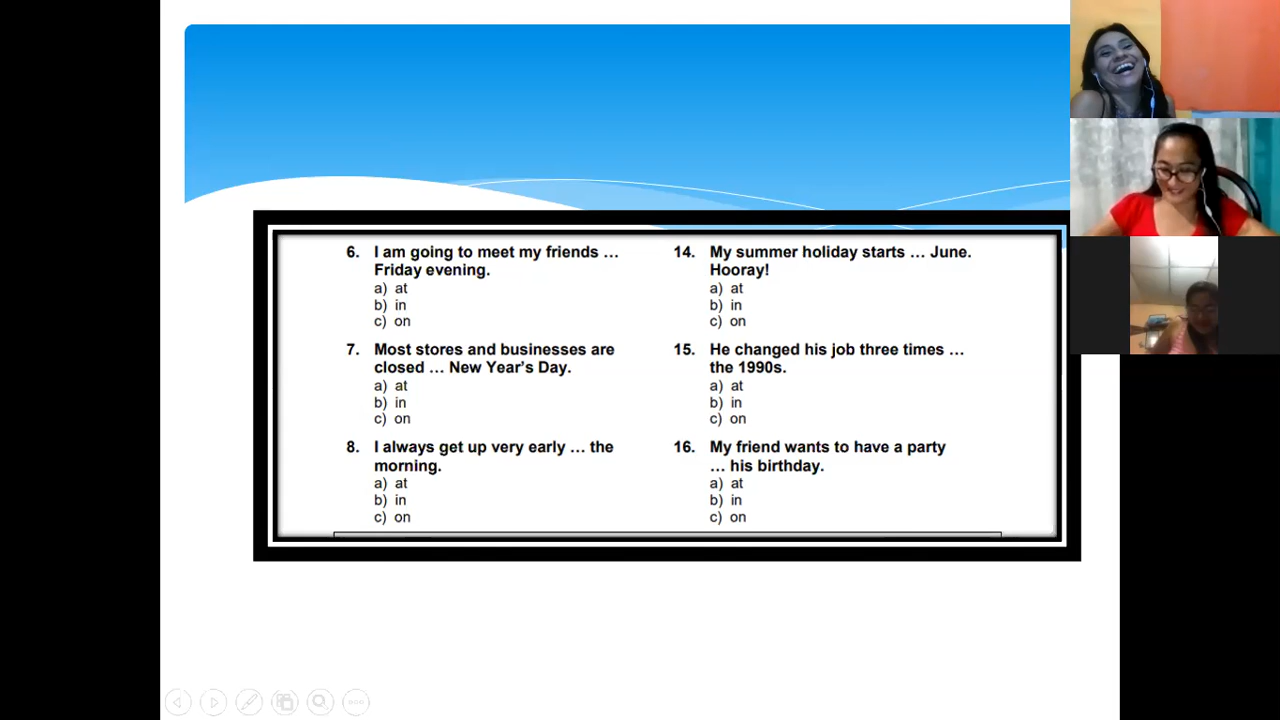 6. I am going to meet my friends …
Friday evening.
a) at
b) in
c) on
7. Most stores and businesses are
closed … New Year’s Day.
a) at
b) in
c) on
8. I always get up very early … the
morning.
a) at
b) in
c) on
14. My summer holiday starts … June.
Hooray!
a) at
b) in
c) on
15. He changed his job three times …
the 1990s.
a) at
b) in
c) on
16. My friend wants to have a party
… his birthday.
a) at
b) in
c) on